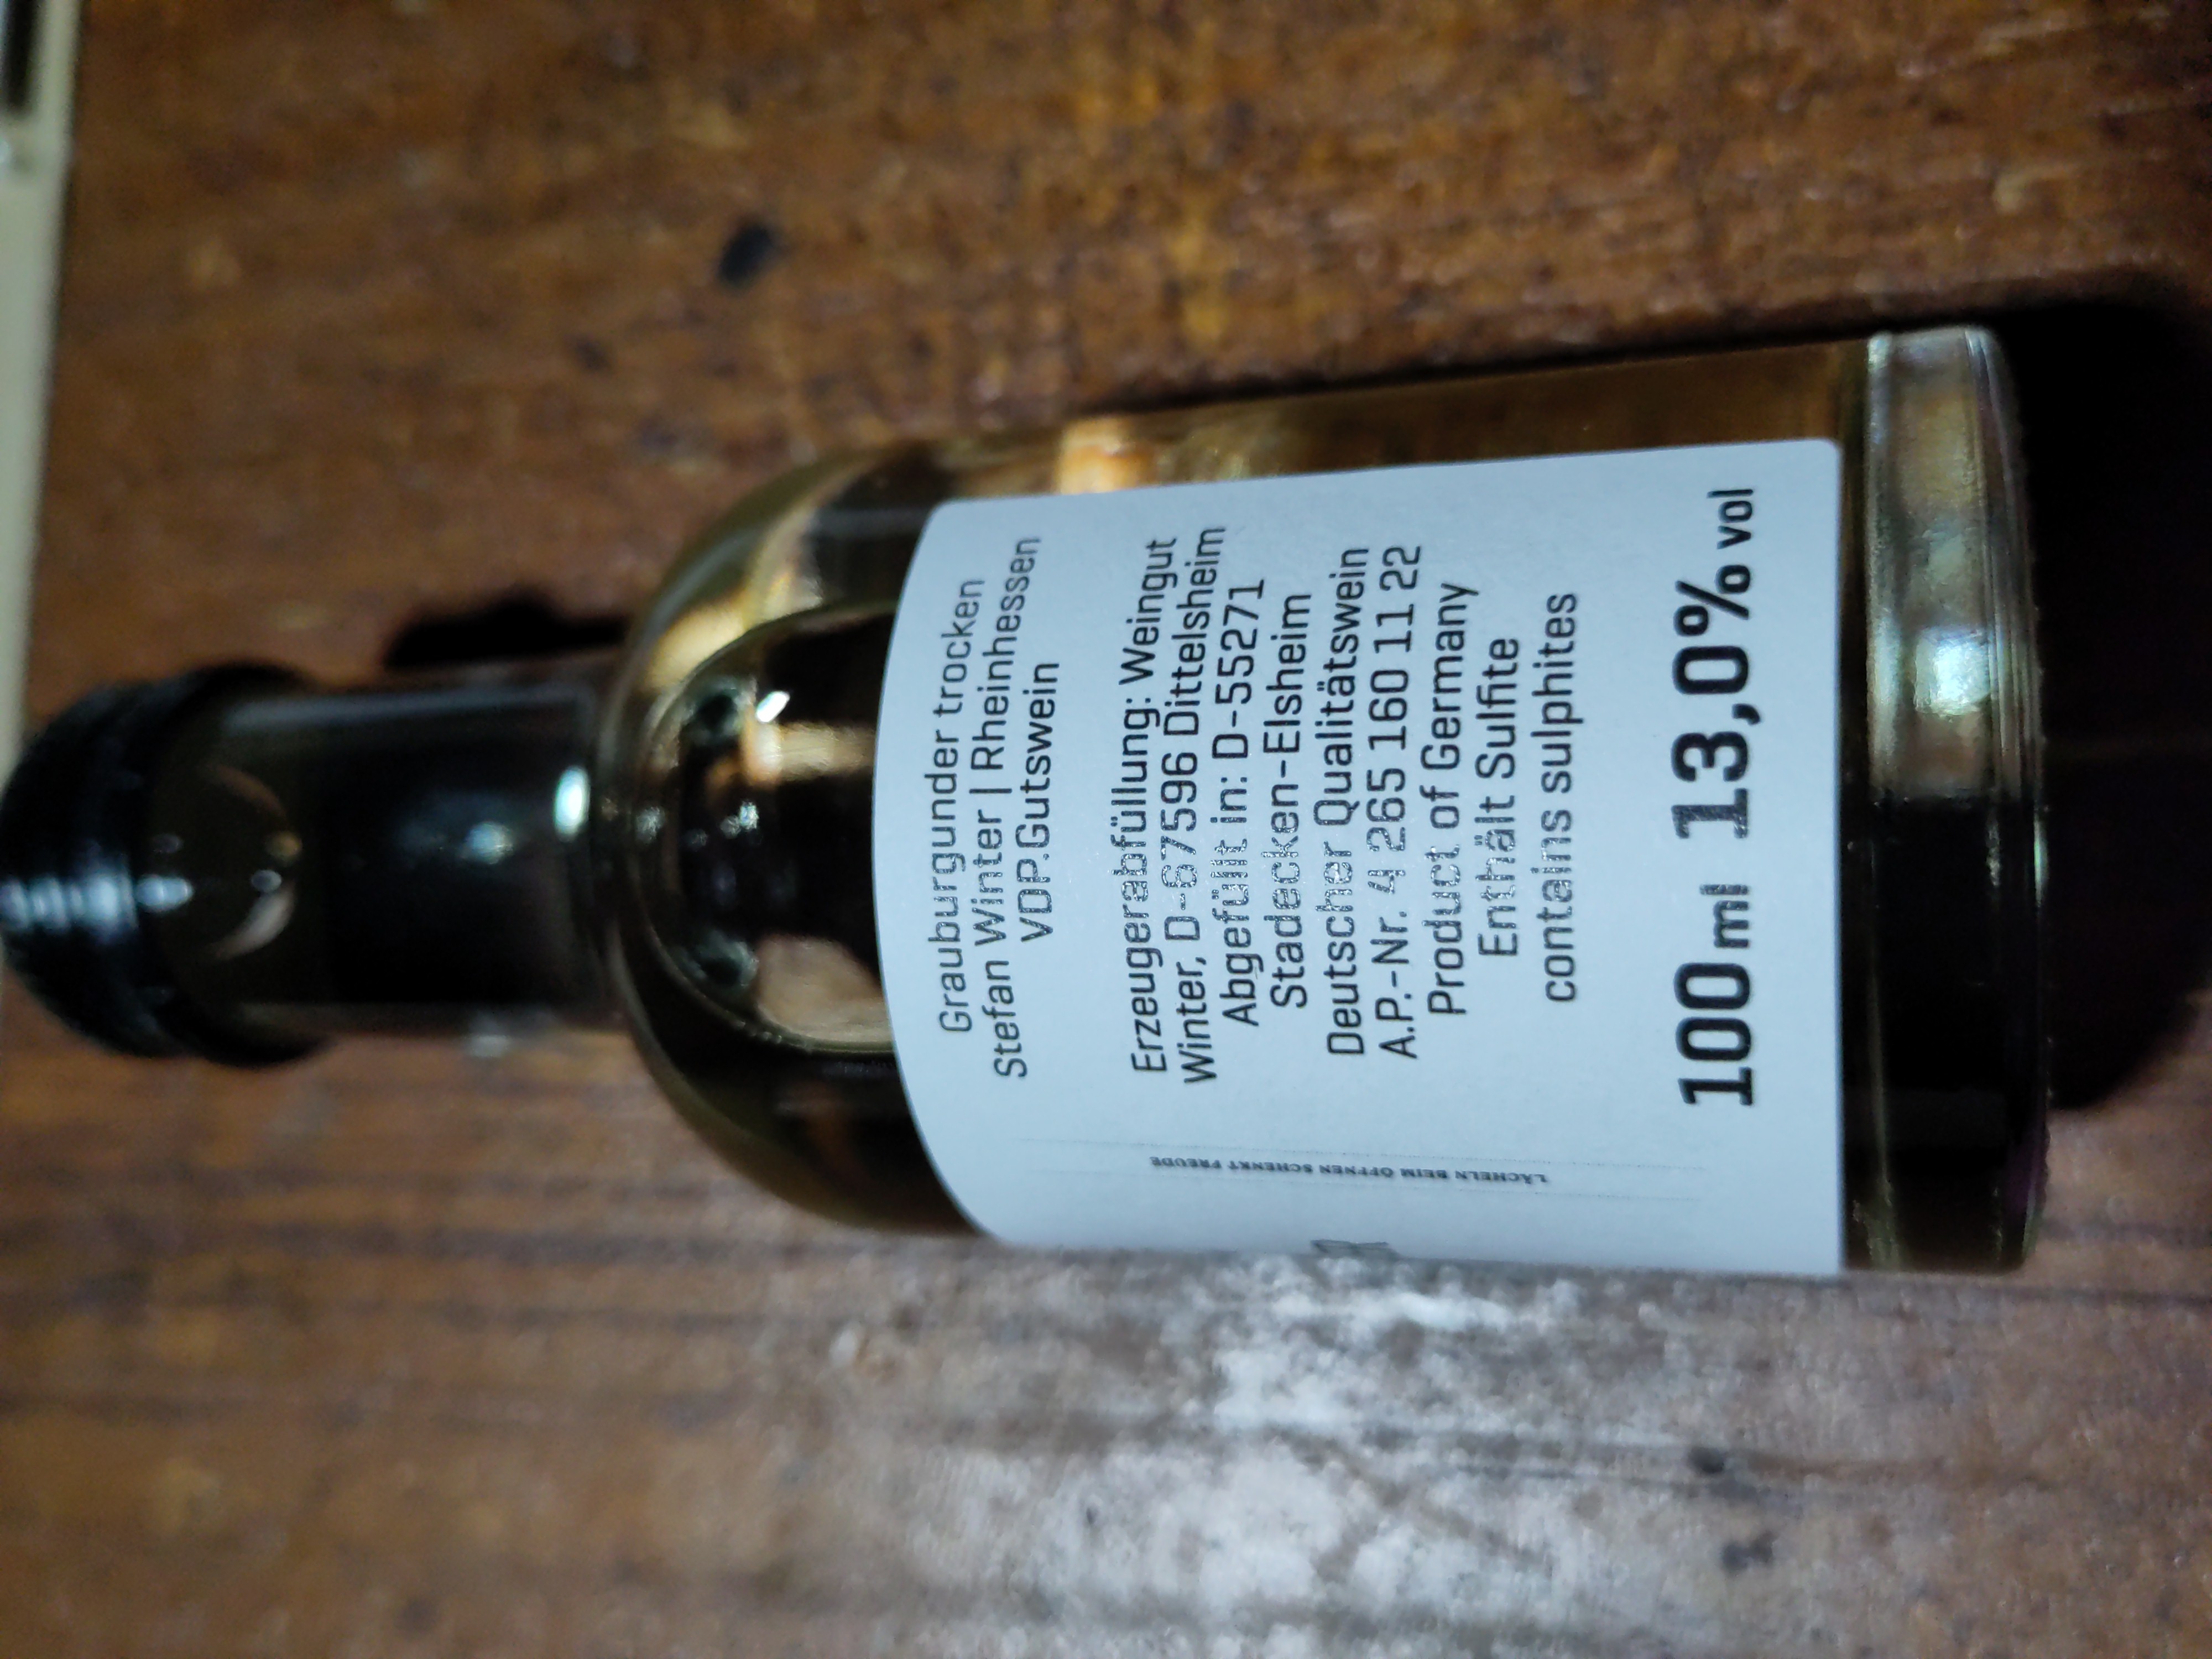 Grauburgunder trocken
Stefan Winter | Rheinhessen
VDP.Gutswein
Erzeugerabfüllung: Weingut
Winter, D-67596 Dittelsheim
Abgefüllt in: D-55271
Stadecken-Elsheim
Deutscher Qualitätswein
A.P.-Nr. 4 265 160 11 22
Product of Germany
Enthält Sulfite
contains sulphites
100 ml 13,0% vol
LÄCHELN BEIM ÖFFNEN SCHENKT FREUDE